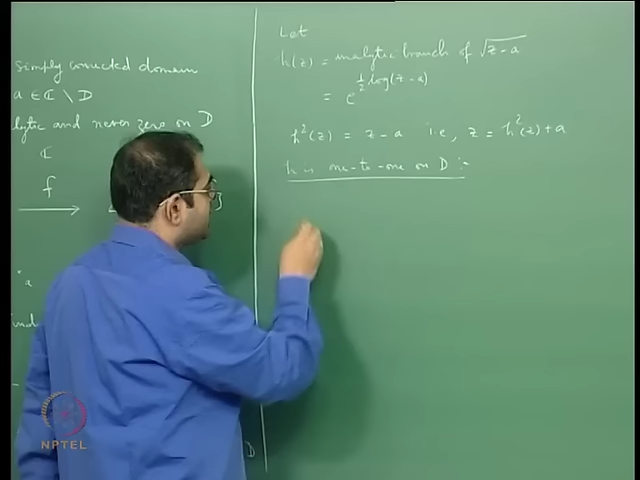 simply connected domain
a ∈ ℂ \ D
analytic and never zero on D
ℂ
f
a
D
Let
h(z) = analytic branch of √(z-a)
= e^(½ log(z-a))
h²(z) = z-a i.e, z = h²(z)+a
h is one-to-one on D :-
NPTEL